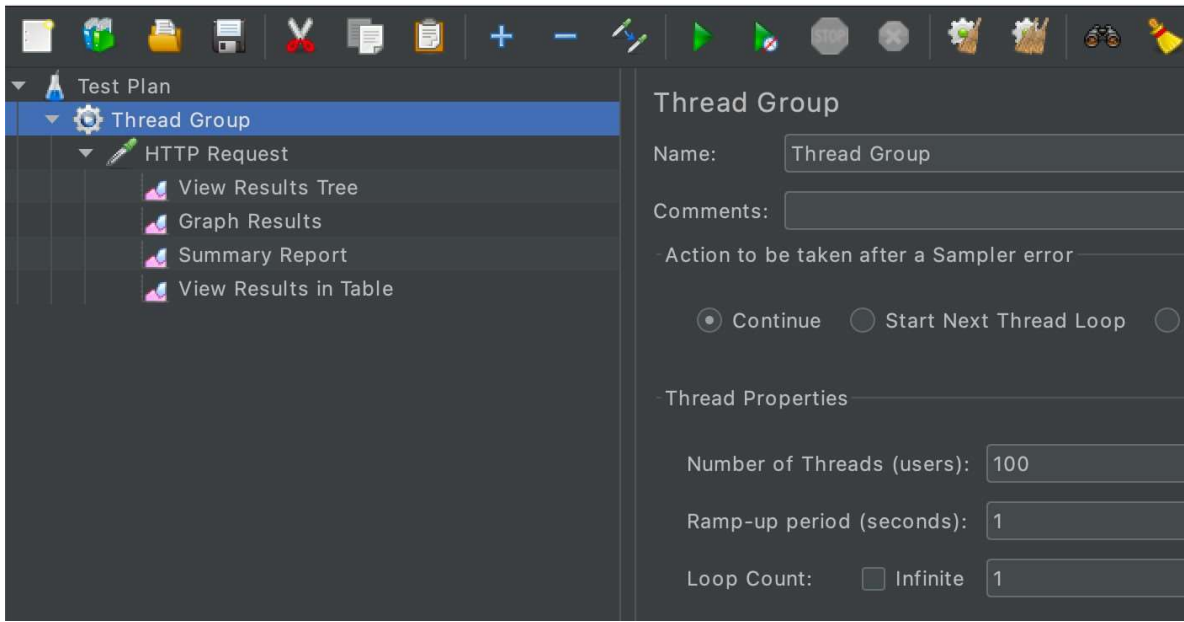 STOP
Test Plan
Thread Group
HTTP Request
View Results Tree
Graph Results
Summary Report
View Results in Table
Thread Group
Name: Thread Group
Comments:
Action to be taken after a Sampler error
Continue Start Next Thread Loop
Thread Properties
Number of Threads (users): 100
Ramp-up period (seconds): 1
Loop Count: Infinite 1